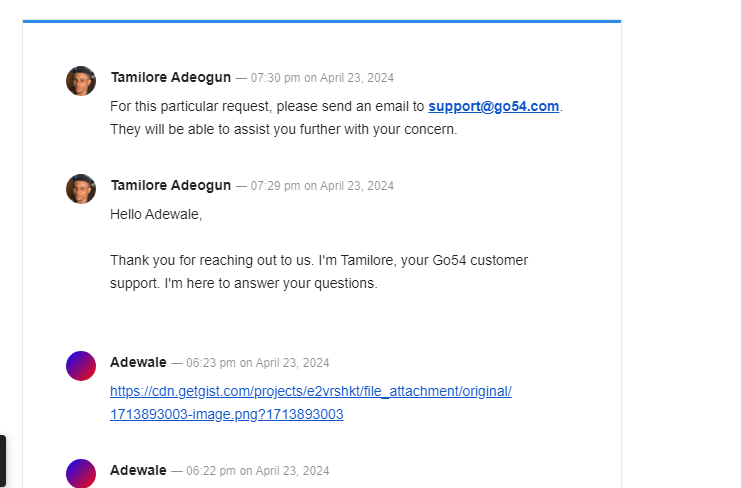 Tamilore Adeogun — 07:30 pm on April 23, 2024
For this particular request, please send an email to support@go54.com.
They will be able to assist you further with your concern.
Tamilore Adeogun — 07:29 pm on April 23, 2024
Hello Adewale,
Thank you for reaching out to us. I'm Tamilore, your Go54 customer
support. I'm here to answer your questions.
Adewale — 06:23 pm on April 23, 2024
https://cdn.getgist.com/projects/e2vrshkt/file_attachment/original/
1713893003-image.png?1713893003
Adewale — 06:22 pm on April 23, 2024